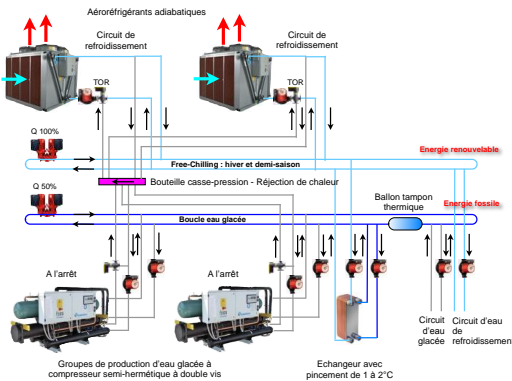 Aéroréfrigérants adiabatiques
Circuit de
refroidissement
Circuit de
refroidissement
TOR
TOR
Q 100%
Energie renouvelable
Free-Chilling : hiver et demi-saison
Bouteille casse-pression - Réjection de chaleur
Q 50%
Ballon tampon
thermique
Energie fossile
Boucle eau glacée
A l'arrêt
A l'arrêt
Circuit
d'eau
glacée
Circuit d'eau
de
refroidissement
Groupes de production d'eau glacée à
compresseur semi-hermétique à double vis
Echangeur avec
pincement de 1 à 2°C